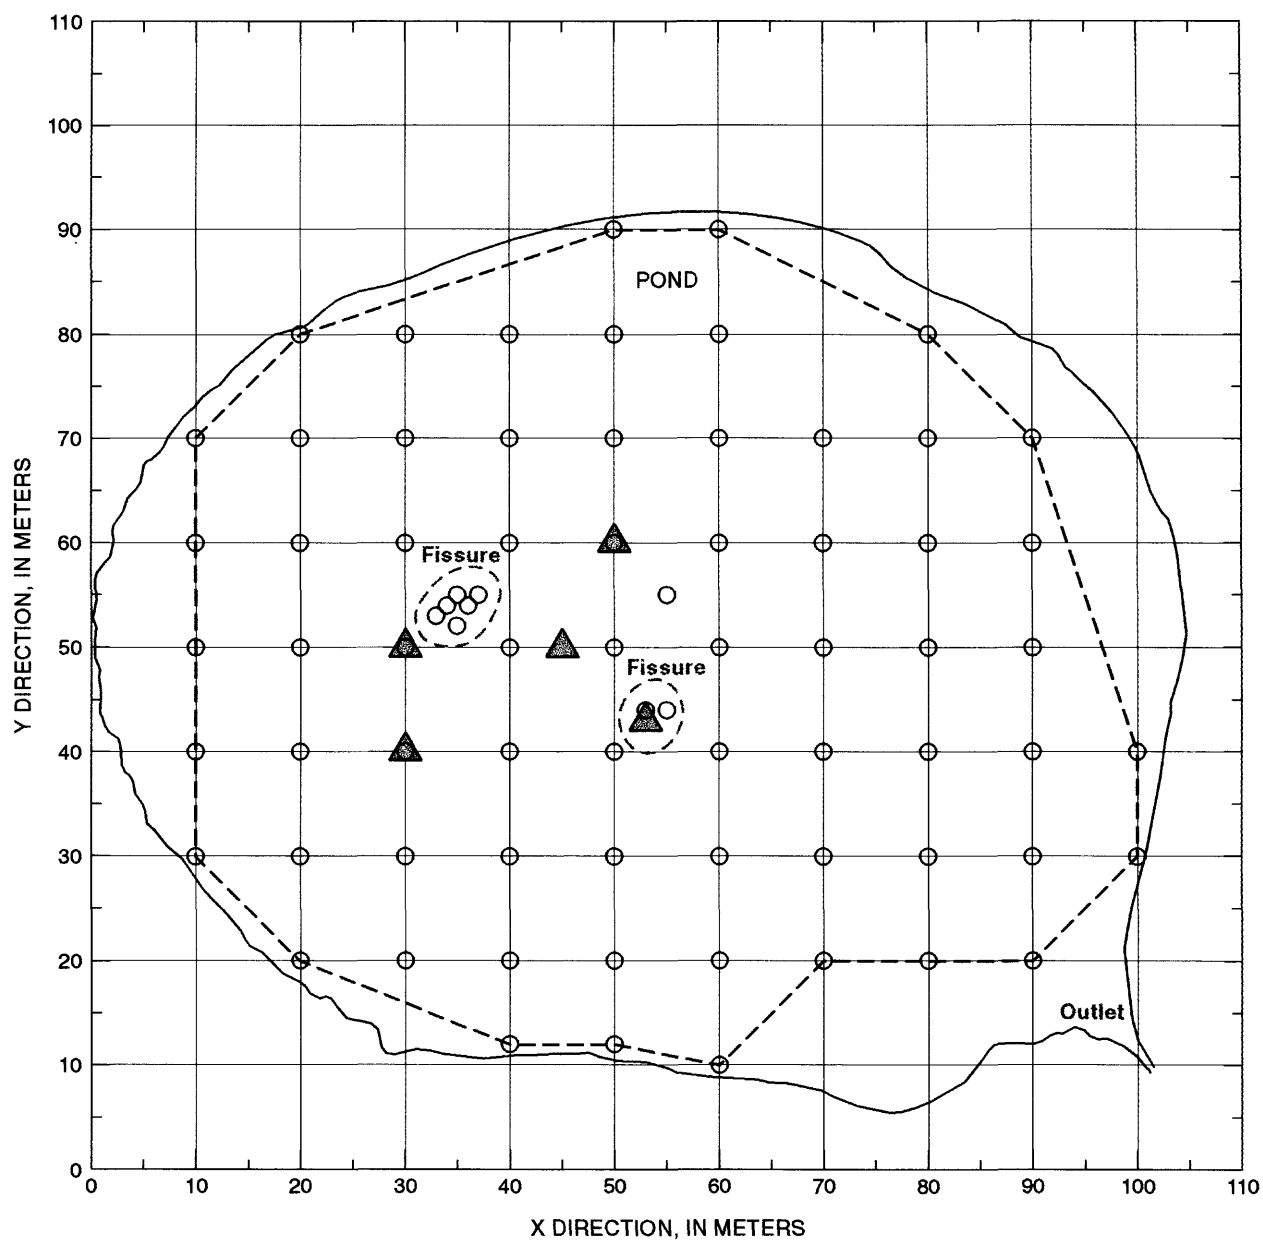 110
100
90
POND
80
70
60
Fissure
50
Fissure
40
30
20
Outlet
10
0
0 10 20 30 40 50 60 70 80 90 100 110
X DIRECTION, IN METERS
Y DIRECTION, IN METERS